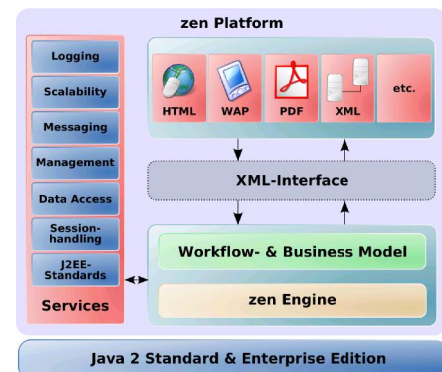 zen Platform
Logging
Scalability
Messaging
Management
Data Access
Session-
handling
J2EE-
Standards
Services
HTML
WAP
PDF
XML
etc.
XML-Interface
Workflow- & Business Model
zen Engine
Java 2 Standard & Enterprise Edition